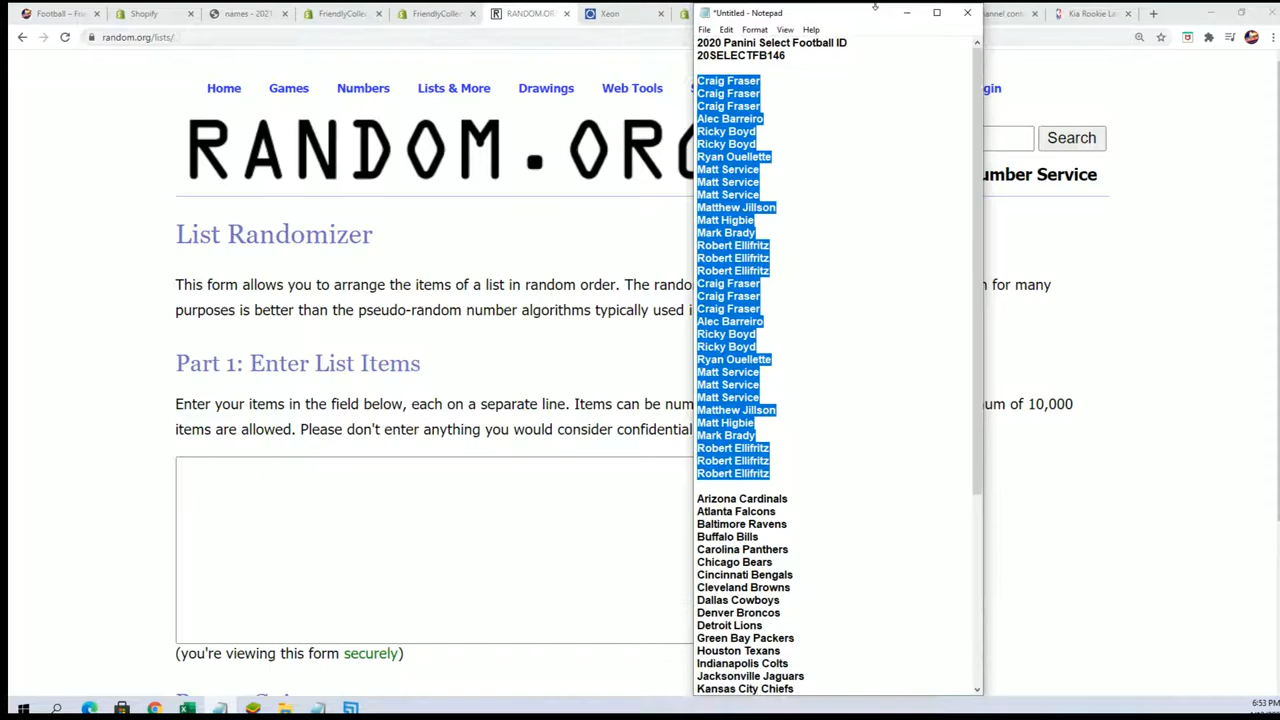 Football – Fri
Shopify
names - 2021
FriendlyColle
FriendlyCollec
RANDOM.OR
Xeon
*Untitled - Notepad
annel.com
Kia Rookie La
random.org/lists/
File Edit Format View Help
2020 Panini Select Football ID
20SELECTFB146
Home Games Numbers Lists & More Drawings Web Tools
ogin
RANDOM.ORG
Search
umber Service
Craig Fraser
Craig Fraser
Craig Fraser
Alec Barreiro
Ricky Boyd
Ricky Boyd
Ryan Ouellette
Matt Service
Matt Service
Matt Service
Matthew Jillson
Matt Higbie
Mark Brady
Robert Ellifritz
Robert Ellifritz
Robert Ellifritz
Craig Fraser
Craig Fraser
Craig Fraser
Alec Barreiro
Ricky Boyd
Ricky Boyd
Ryan Ouellette
Matt Service
Matt Service
Matt Service
Matthew Jillson
Matt Higbie
Mark Brady
Robert Ellifritz
Robert Ellifritz
Robert Ellifritz
Arizona Cardinals
Atlanta Falcons
Baltimore Ravens
Buffalo Bills
Carolina Panthers
Chicago Bears
Cincinnati Bengals
Cleveland Browns
Dallas Cowboys
Denver Broncos
Detroit Lions
Green Bay Packers
Houston Texans
Indianapolis Colts
Jacksonville Jaguars
Kansas City Chiefs
List Randomizer
This form allows you to arrange the items of a list in random order. The rando
n for many
purposes is better than the pseudo-random number algorithms typically used i
Part 1: Enter List Items
Enter your items in the field below, each on a separate line. Items can be num
um of 10,000
items are allowed. Please don't enter anything you would consider confidential
(you're viewing this form securely)
6:53 PM